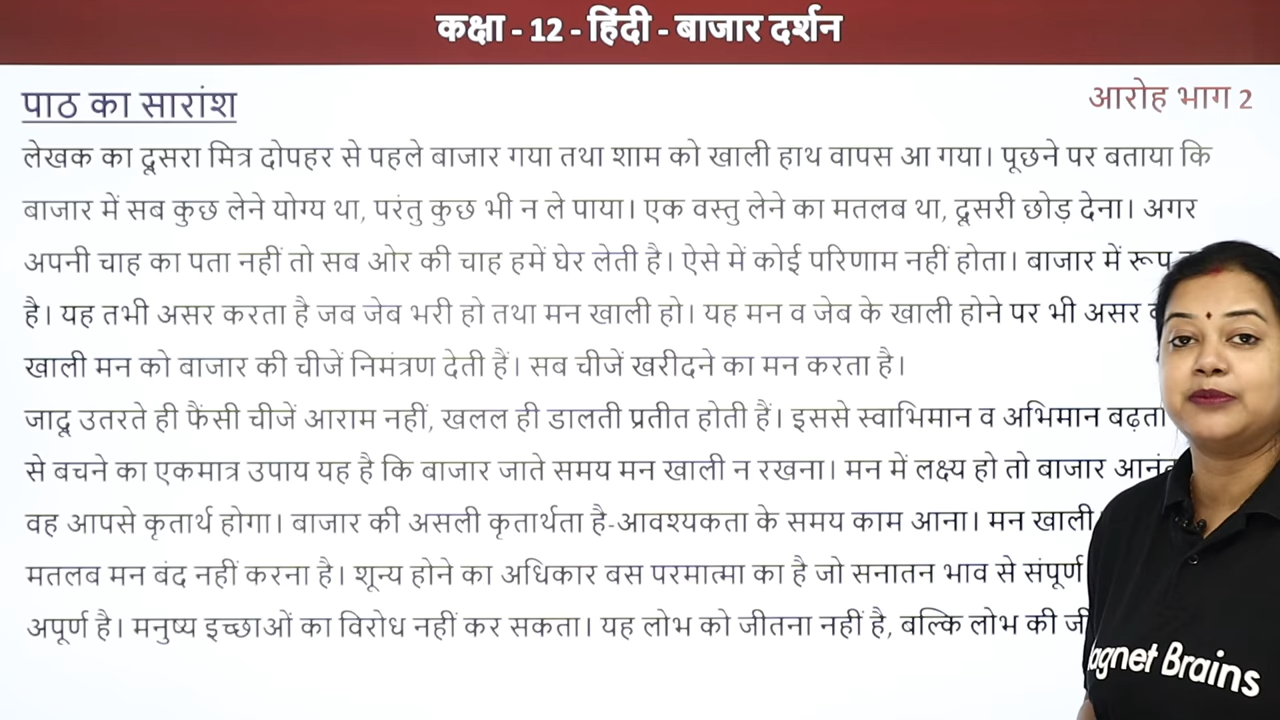 कक्षा - 12 - हिंदी - बाजार दर्शन
पाठ का सारांश
आरोह भाग 2
लेखक का दूसरा मित्र दोपहर से पहले बाजार गया तथा शाम को खाली हाथ वापस आ गया। पूछने पर बताया कि
बाजार में सब कुछ लेने योग्य था, परंतु कुछ भी न ले पाया। एक वस्तु लेने का मतलब था, दूसरी छोड़ देना। अगर
अपनी चाह का पता नहीं तो सब ओर की चाह हमें घेर लेती है। ऐसे में कोई परिणाम नहीं होता। बाजार में रूप
है। यह तभी असर करता है जब जेब भरी हो तथा मन खाली हो। यह मन व जेब के खाली होने पर भी असर
खाली मन को बाजार की चीजें निमंत्रण देती हैं। सब चीजें खरीदने का मन करता है।
जादू उतरते ही फैंसी चीजें आराम नहीं, खलल ही डालती प्रतीत होती हैं। इससे स्वाभिमान व अभिमान बढ़ता
से बचने का एकमात्र उपाय यह है कि बाजार जाते समय मन खाली न रखना। मन में लक्ष्य हो तो बाजार
वह आपसे कृतार्थ होगा। बाजार की असली कृतार्थता है-आवश्यकता के समय काम आना। मन खाली
मतलब मन बंद नहीं करना है। शून्य होने का अधिकार बस परमात्मा का है जो सनातन भाव से संपूर्ण
अपूर्ण है। मनुष्य इच्छाओं का विरोध नहीं कर सकता। यह लोभ को जीतना नहीं है, बल्कि लोभ की
agnet Brains